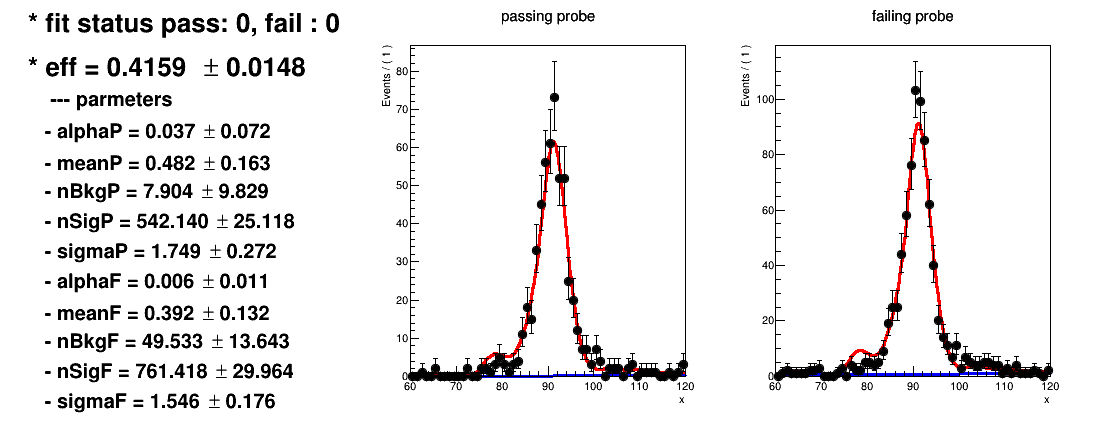 * fit status pass: 0, fail : 0
* eff = 0.4159 ± 0.0148
--- parmeters
- alphaP = 0.037 ± 0.072
- meanP = 0.482 ± 0.163
- nBkgP = 7.904 ± 9.829
- nSigP = 542.140 ± 25.118
- sigmaP = 1.749 ± 0.272
- alphaF = 0.006 ± 0.011
- meanF = 0.392 ± 0.132
- nBkgF = 49.533 ± 13.643
- nSigF = 761.418 ± 29.964
- sigmaF = 1.546 ± 0.176
passing probe
Events / ( 1 )
80
70
60
50
40
30
20
10
0
60 70 80 90 100 110 120
x
failing probe
Events / ( 1 )
100
80
60
40
20
0
60 70 80 90 100 110 120
x